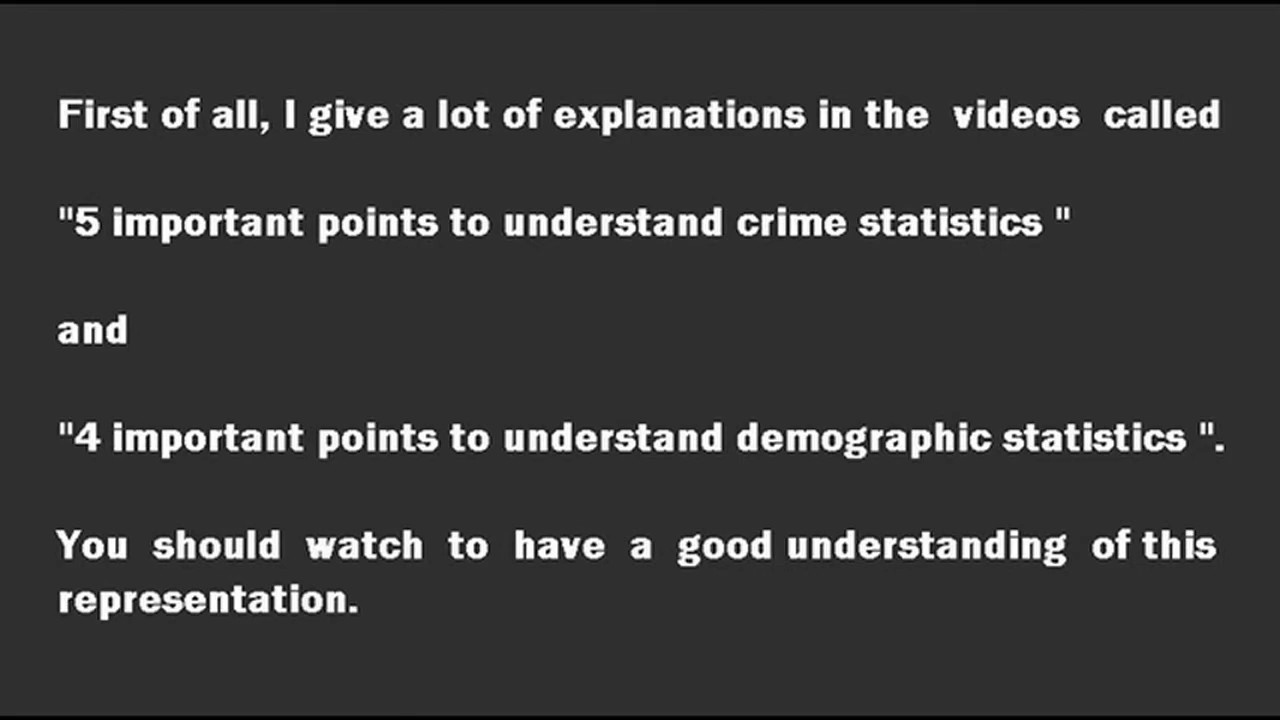 First of all, I give a lot of explanations in the videos called
"5 important points to understand crime statistics "
and
"4 important points to understand demographic statistics ".
You should watch to have a good understanding of this
representation.